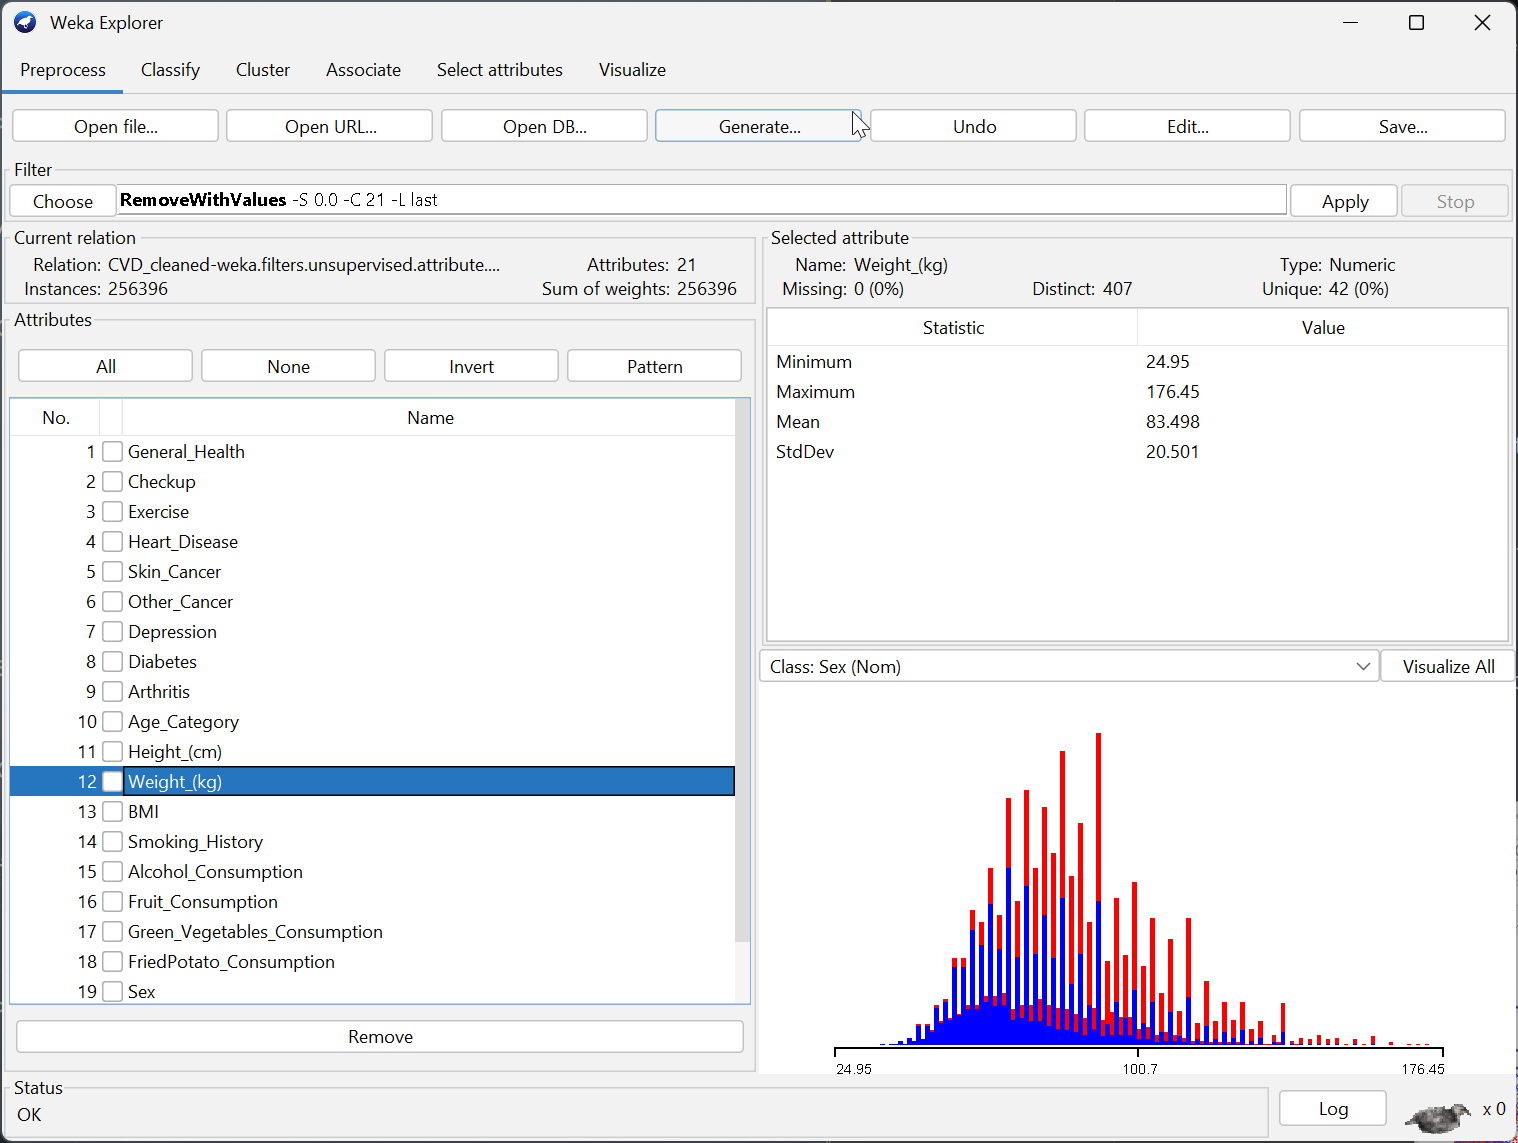 Weka Explorer
Preprocess Classify Cluster Associate Select attributes Visualize
Open file... Open URL... Open DB... Generate... Undo Edit... Save...
Filter
Choose RemoveWithValues -S 0.0 -C 21 -L last Apply Stop
Current relation
Relation: CVD_cleaned-weka.filters.unsupervised.attribute.... Attributes: 21
Instances: 256396 Sum of weights: 256396
Attributes
All None Invert Pattern
No. Name
1 General_Health
2 Checkup
3 Exercise
4 Heart_Disease
5 Skin_Cancer
6 Other_Cancer
7 Depression
8 Diabetes
9 Arthritis
10 Age_Category
11 Height_(cm)
12 Weight_(kg)
13 BMI
14 Smoking_History
15 Alcohol_Consumption
16 Fruit_Consumption
17 Green_Vegetables_Consumption
18 FriedPotato_Consumption
19 Sex
Remove
Selected attribute
Name: Weight_(kg) Type: Numeric
Missing: 0 (0%) Distinct: 407 Unique: 42 (0%)
Statistic Value
Minimum 24.95
Maximum 176.45
Mean 83.498
StdDev 20.501
Class: Sex (Nom) Visualize All
24.95 100.7 176.45
Status
OK
Log x 0